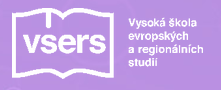 vsers
Vysoká škola
evropských
a regionálních
studií